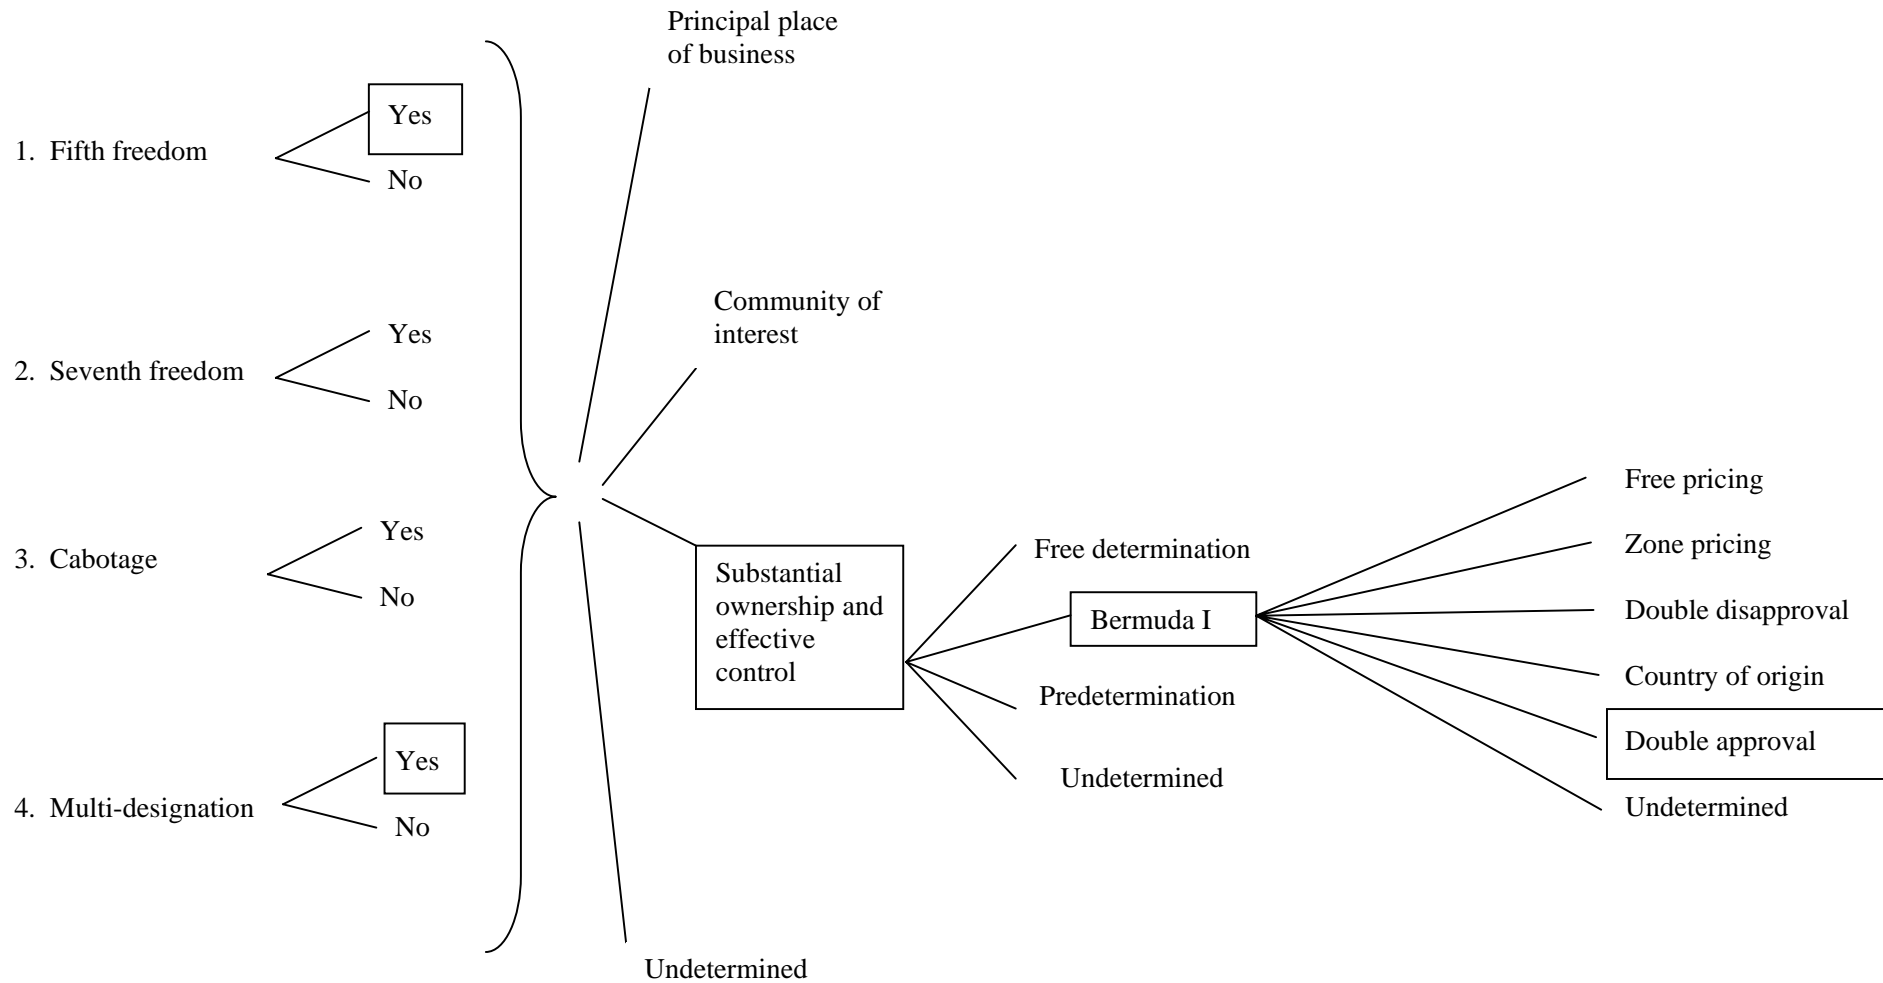 Principal place
of business
Yes
1. Fifth freedom
No
Community of
interest
Yes
2. Seventh freedom
No
Yes
3. Cabotage
No
Yes
4. Multi-designation
No
Substantial
ownership and
effective
control
Undetermined
Free determination
Bermuda I
Predetermination
Undetermined
Free pricing
Zone pricing
Double disapproval
Country of origin
Double approval
Undetermined